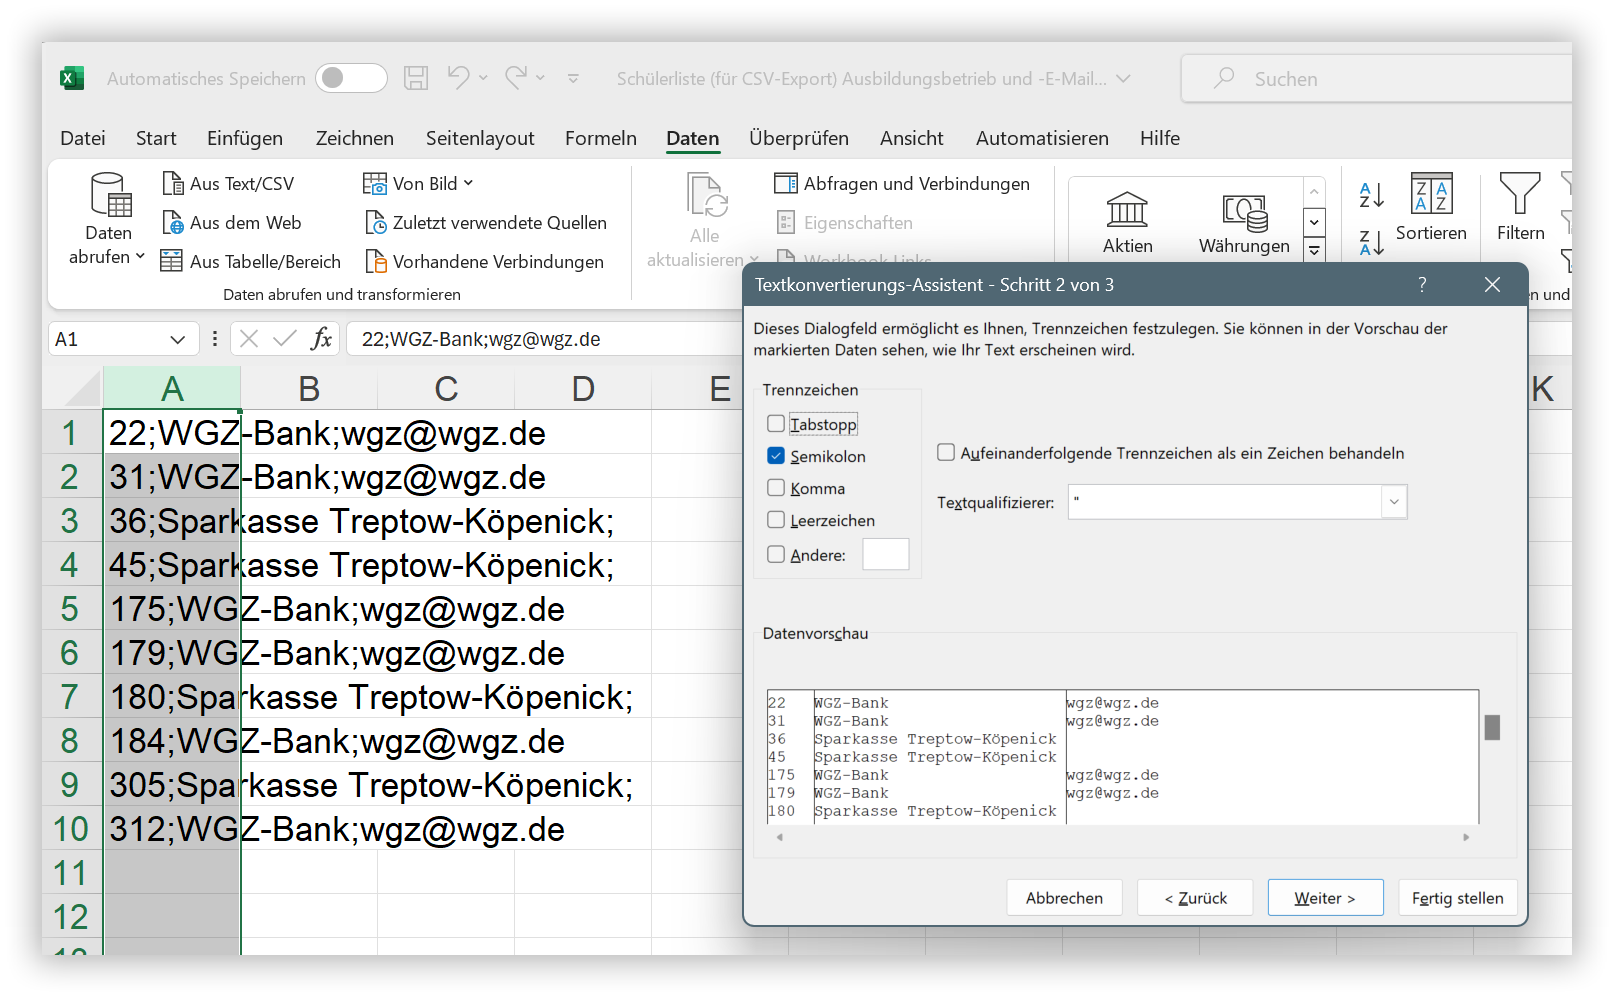 Automatisches Speichern
Schülerliste (für CSV-Export) Ausbildungsbetrieb und -E-Mail...
Suchen
Datei Start Einfügen Zeichnen Seitenlayout Formeln Daten Überprüfen Ansicht Automatisieren Hilfe
Daten abrufen
Aus Text/CSV
Aus dem Web
Aus Tabelle/Bereich
Von Bild
Zuletzt verwendete Quellen
Vorhandene Verbindungen
Daten abrufen und transformieren
Alle aktualisieren
Abfragen und Verbindungen
Eigenschaften
Workbook Links
Aktien
Währungen
Sortieren
Filtern
n und
A1
fx
22;WGZ-Bank;wgz@wgz.de
A B C D E K
1 22;WGZ-Bank;wgz@wgz.de
2 31;WGZ-Bank;wgz@wgz.de
3 36;Sparkasse Treptow-Köpenick;
4 45;Sparkasse Treptow-Köpenick;
5 175;WGZ-Bank;wgz@wgz.de
6 179;WGZ-Bank;wgz@wgz.de
7 180;Sparkasse Treptow-Köpenick;
8 184;WGZ-Bank;wgz@wgz.de
9 305;Sparkasse Treptow-Köpenick;
10 312;WGZ-Bank;wgz@wgz.de
11
12
Textkonvertierungs-Assistent - Schritt 2 von 3
?
Dieses Dialogfeld ermöglicht es Ihnen, Trennzeichen festzulegen. Sie können in der Vorschau der
markierten Daten sehen, wie Ihr Text erscheinen wird.
Trennzeichen
Tabstopp
Semikolon
Komma
Leerzeichen
Andere:
Aufeinanderfolgende Trennzeichen als ein Zeichen behandeln
Textqualifizierer: "
Datenvorschau
22 WGZ-Bank wgz@wgz.de
31 WGZ-Bank wgz@wgz.de
36 Sparkasse Treptow-Köpenick
45 Sparkasse Treptow-Köpenick
175 WGZ-Bank wgz@wgz.de
179 WGZ-Bank wgz@wgz.de
180 Sparkasse Treptow-Köpenick
Abbrechen
< Zurück
Weiter >
Fertig stellen